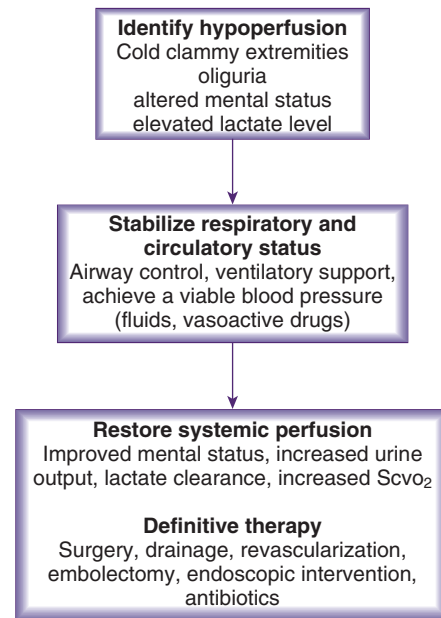 Identify hypoperfusion
Cold clammy extremities
oliguria
altered mental status
elevated lactate level
Stabilize respiratory and
circulatory status
Airway control, ventilatory support,
achieve a viable blood pressure
(fluids, vasoactive drugs)
Restore systemic perfusion
Improved mental status, increased urine
output, lactate clearance, increased Scvo₂
Definitive therapy
Surgery, drainage, revascularization,
embolectomy, endoscopic intervention,
antibiotics